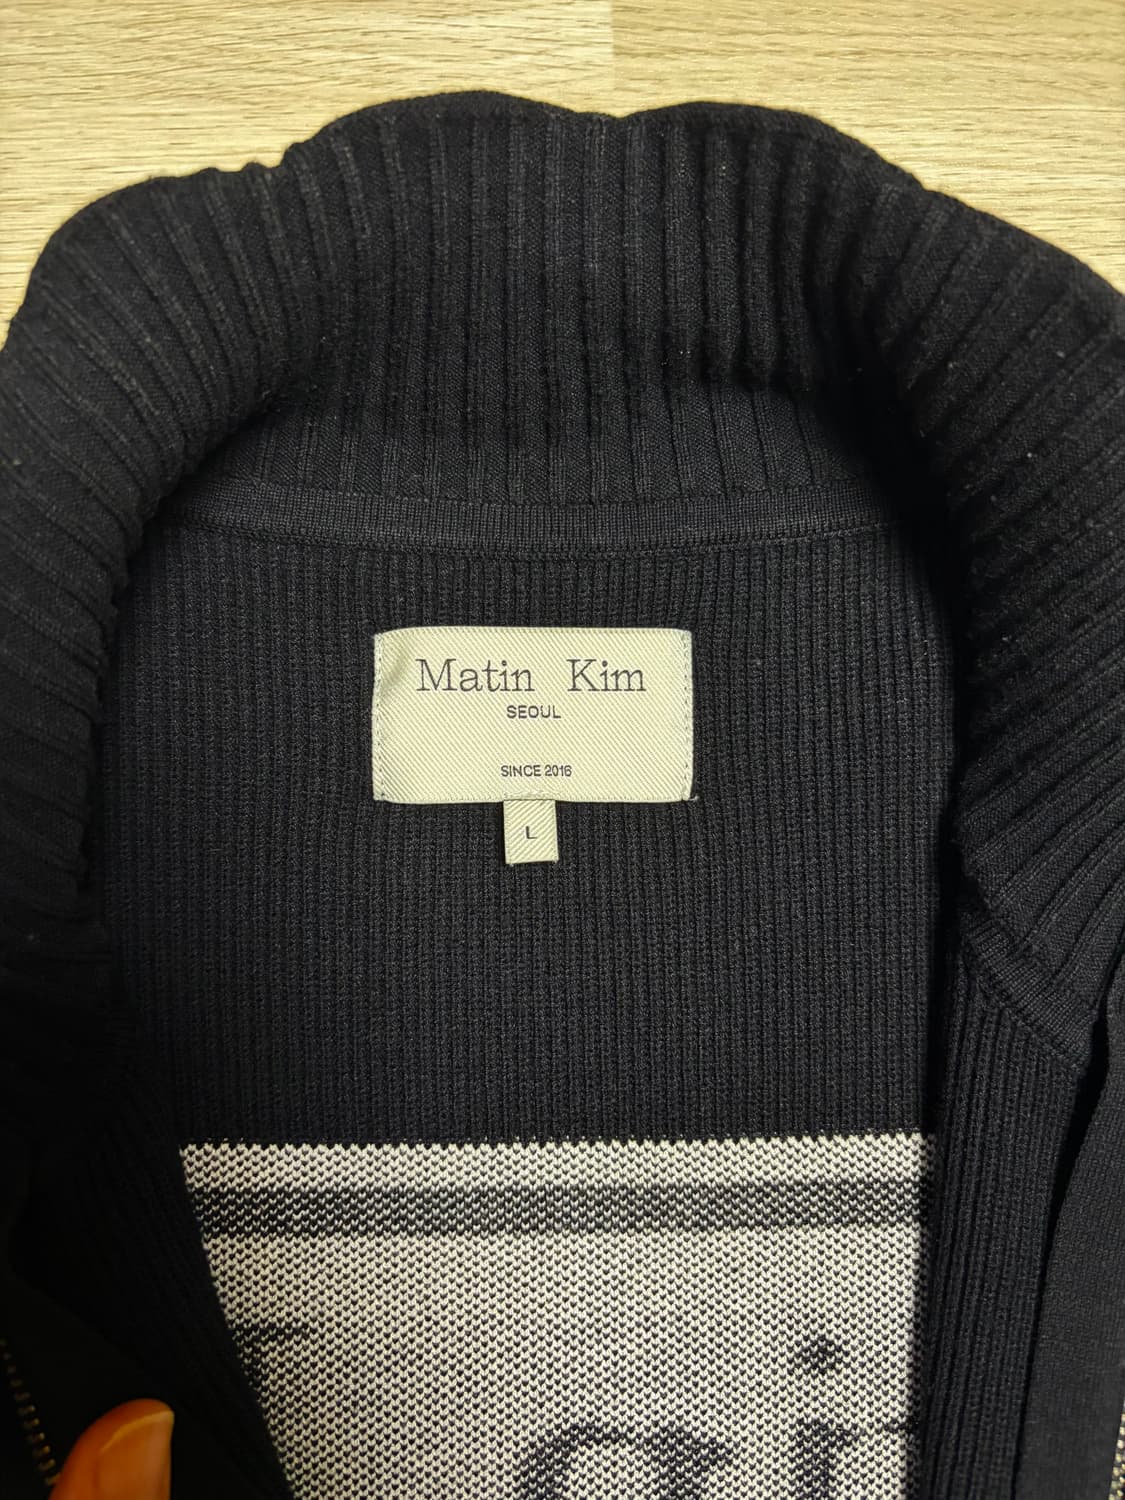 Matin Kim
SEOUL
SINCE 2016
L